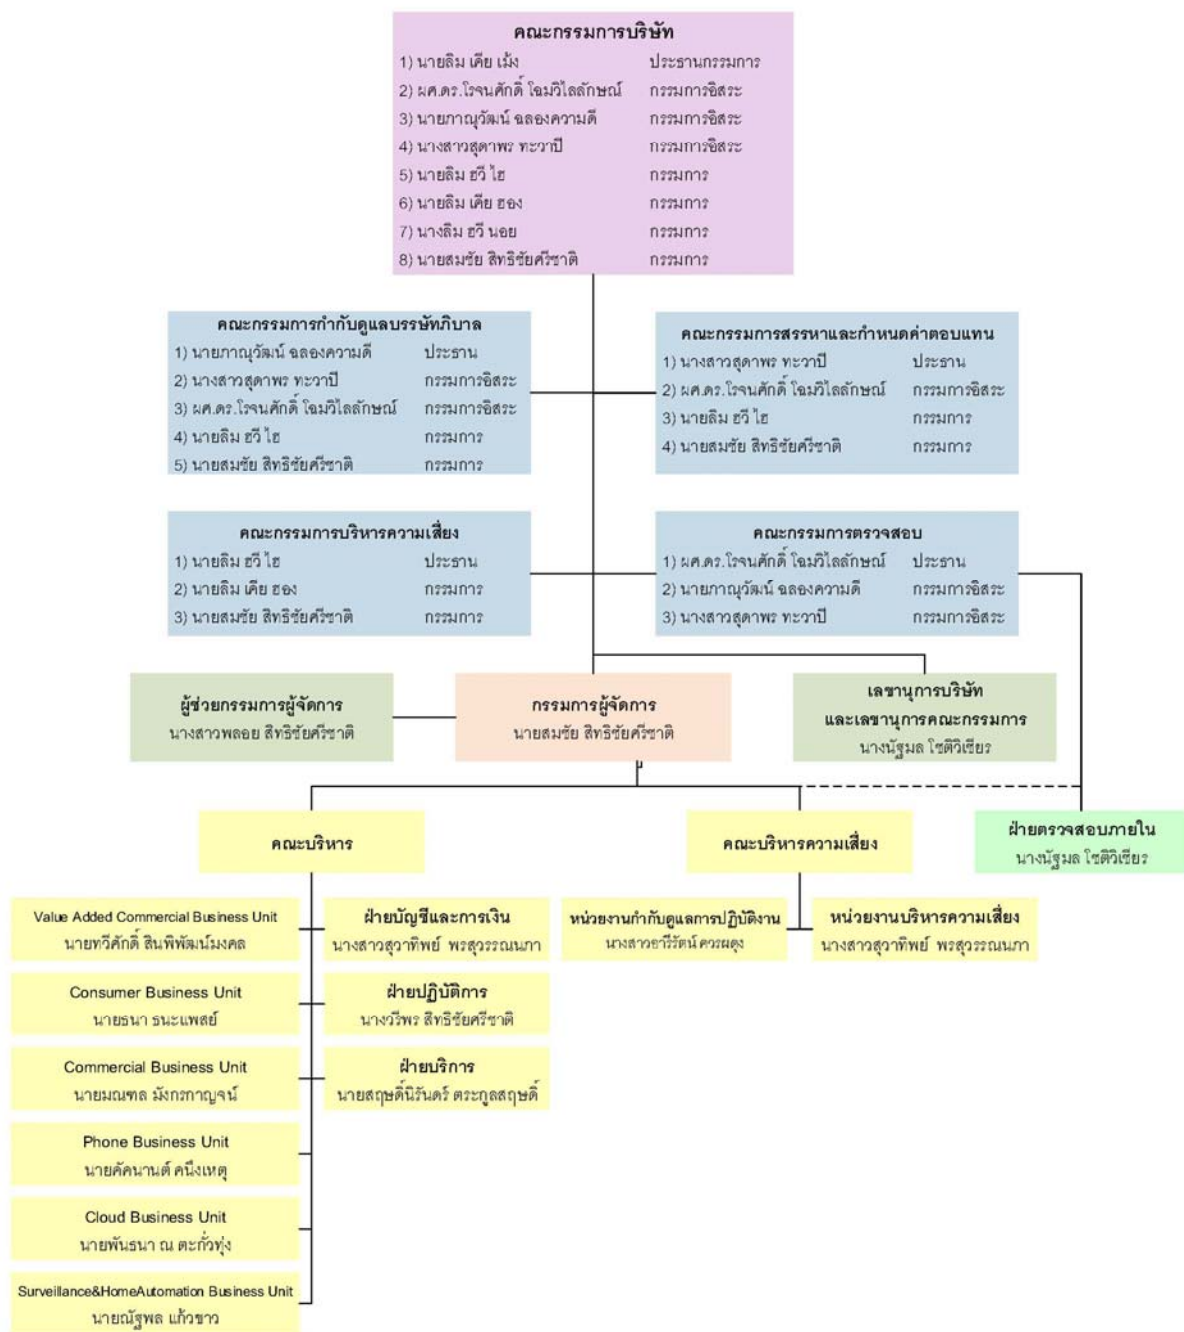 คณะกรรมการบริษัท
1) นายลิม เคีย เม้ง ประธานกรรมการ
2) ผศ.ดร.โรจนศักดิ์ โฉมวิไลลักษณ์ กรรมการอิสระ
3) นายภาณุวัฒน์ ฉลองความดี กรรมการอิสระ
4) นางสาวสุดาพร ทะวาปี กรรมการอิสระ
5) นายลิม ฮวี ไฮ กรรมการ
6) นายลิม เคีย ฮอง กรรมการ
7) นางลิม ฮวี นอย กรรมการ
8) นายสมชัย สิทธิชัยศรีชาติ กรรมการ
คณะกรรมการกำกับดูแลบรรษัทภิบาล
1) นายภาณุวัฒน์ ฉลองความดี ประธาน
2) นางสาวสุดาพร ทะวาปี กรรมการอิสระ
3) ผศ.ดร.โรจนศักดิ์ โฉมวิไลลักษณ์ กรรมการอิสระ
4) นายลิม ฮวี ไฮ กรรมการ
5) นายสมชัย สิทธิชัยศรีชาติ กรรมการ
คณะกรรมการสรรหาและกำหนดค่าตอบแทน
1) นางสาวสุดาพร ทะวาปี ประธาน
2) ผศ.ดร.โรจนศักดิ์ โฉมวิไลลักษณ์ กรรมการอิสระ
3) นายลิม ฮวี ไฮ กรรมการ
4) นายสมชัย สิทธิชัยศรีชาติ กรรมการ
คณะกรรมการบริหารความเสี่ยง
1) นายลิม ฮวี ไฮ ประธาน
2) นายลิม เคีย ฮอง กรรมการ
3) นายสมชัย สิทธิชัยศรีชาติ กรรมการ
คณะกรรมการตรวจสอบ
1) ผศ.ดร.โรจนศักดิ์ โฉมวิไลลักษณ์ ประธาน
2) นายภาณุวัฒน์ ฉลองความดี กรรมการอิสระ
3) นางสาวสุดาพร ทะวาปี กรรมการอิสระ
ผู้ช่วยกรรมการผู้จัดการ
นางสาวพลอย สิทธิชัยศรีชาติ
กรรมการผู้จัดการ
นายสมชัย สิทธิชัยศรีชาติ
เลขานุการบริษัท
และเลขานุการคณะกรรมการ
นางนัฐมล โชติวิเชียร
คณะบริหาร
คณะบริหารความเสี่ยง
ฝ่ายตรวจสอบภายใน
นางนัฐมล โชติวิเชียร
Value Added Commercial Business Unit
นายทวีศักดิ์ สินพิพัฒน์มงคล
ฝ่ายบัญชีและการเงิน
นางสาวสุวาทิพย์ พรสุวรรณนภา
หน่วยงานกำกับดูแลการปฏิบัติงาน
นางสาวอารีรัตน์ ควรผดุง
หน่วยงานบริหารความเสี่ยง
นางสาวสุวาทิพย์ พรสุวรรณนภา
Consumer Business Unit
นายธนา ธนะแพสย์
ฝ่ายปฏิบัติการ
นางวรีพร สิทธิชัยศรีชาติ
Commercial Business Unit
นายมณฑล มังกรกาญจน์
ฝ่ายบริการ
นายสฤษดิ์นิรันดร์ ตระกูลสฤษดิ์
Phone Business Unit
นายคัคนานต์ คนึงเหตุ
Cloud Business Unit
นายพันธนา ณ ตะกั่วทุ่ง
Surveillance&HomeAutomation Business Unit
นายณัฐพล แก้วขาว